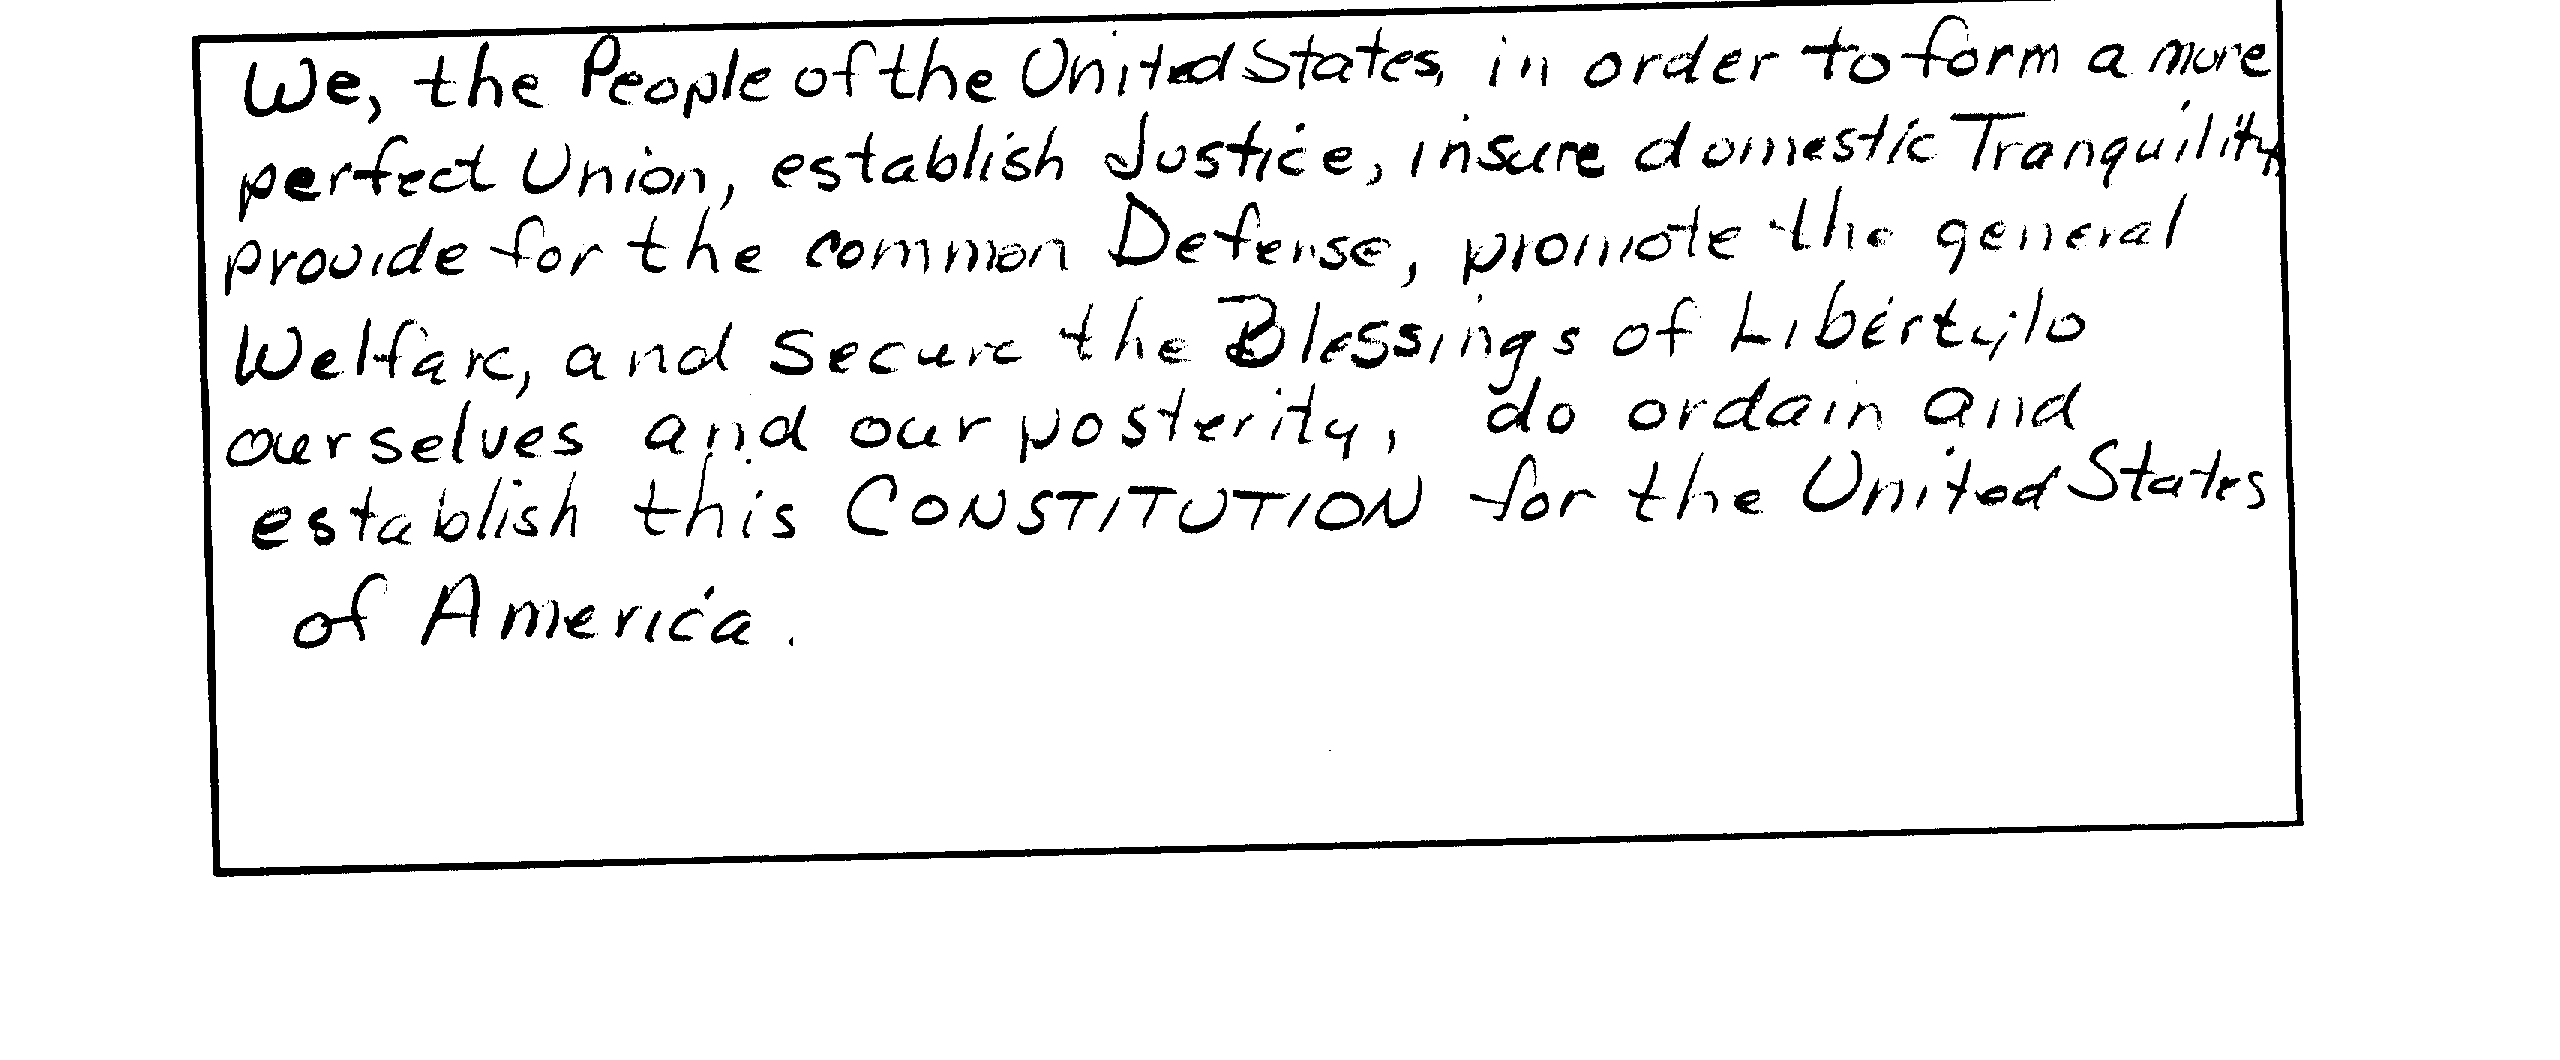 We, the People of the United States, in order to form a more
perfect Union, establish Justice, insure domestic Tranquility,
provide for the common Defense, promote the general
Welfare, and secure the Blessings of Liberty to
ourselves and our posterity, do ordain and
establish this CONSTITUTION for the United States
of America.